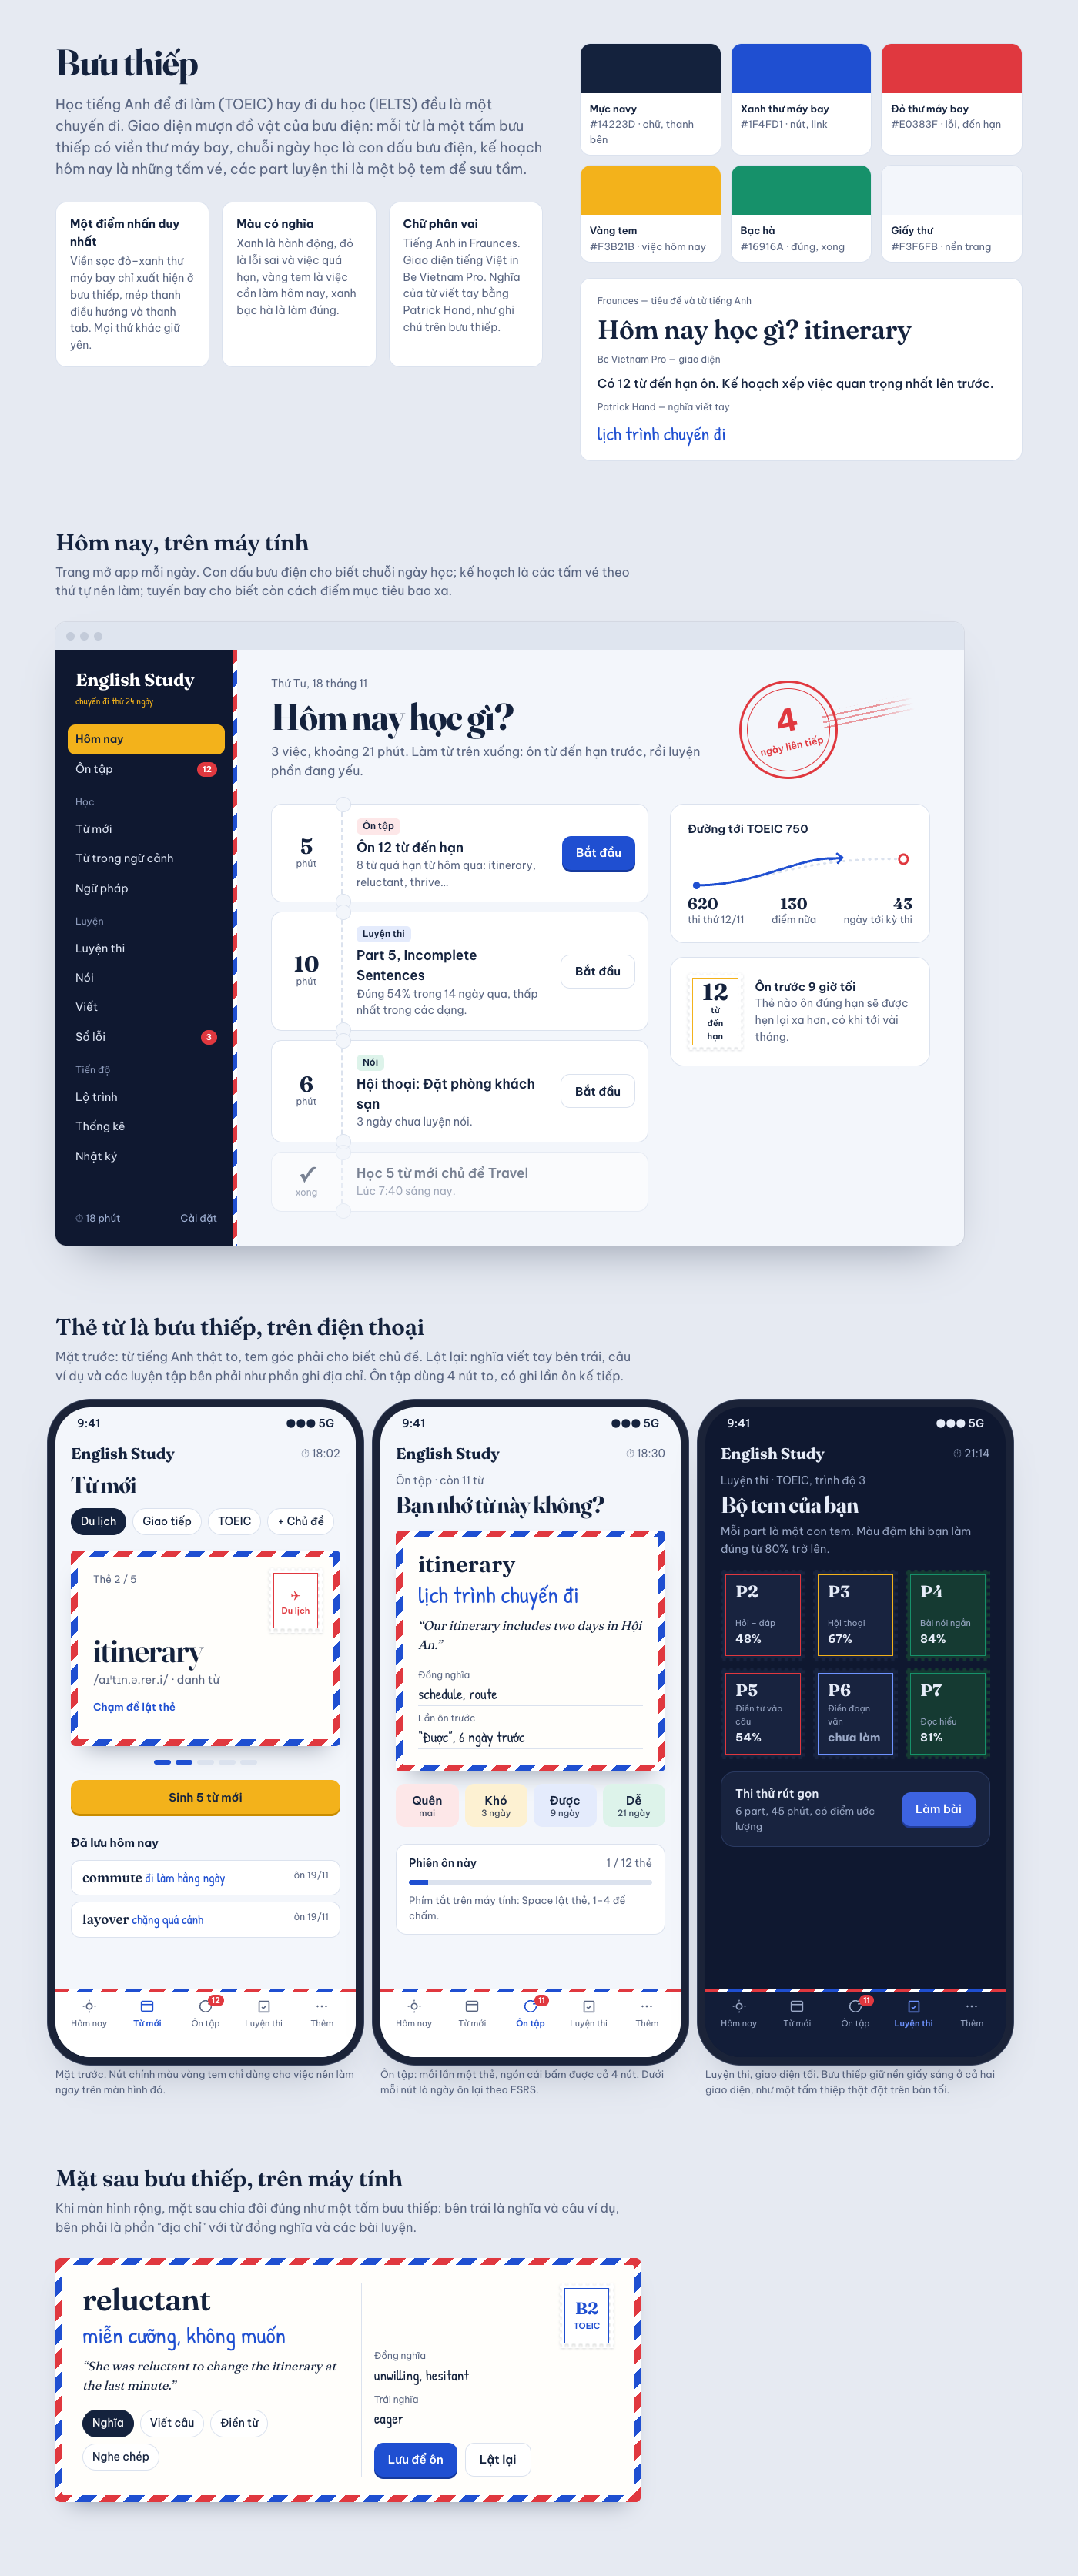 Bưu thiếp
Học tiếng Anh để đi làm (TOEIC) hay đi du học (IELTS) đều là một
chuyến đi. Giao diện mượn đồ vật của bưu điện: mỗi từ là một tấm bưu
thiếp có viền thư máy bay, chuỗi ngày học là con dấu bưu điện, kế hoạch
hôm nay là những tấm vé, các part luyện thi là một bộ tem để sưu tầm.
Một điểm nhấn duy
nhất
Viền sọc đỏ–xanh thư
máy bay chỉ xuất hiện ở
bưu thiếp, mép thanh
điều hướng và thanh
tab. Mọi thứ khác giữ
yên.
Màu có nghĩa
Xanh là hành động, đỏ
là lỗi sai và việc quá
hạn, vàng tem là việc
cần làm hôm nay, xanh
bạc hà là làm đúng.
Chữ phân vai
Tiếng Anh in Fraunces.
Giao diện tiếng Việt in
Be Vietnam Pro. Nghĩa
của từ viết tay bằng
Patrick Hand, như ghi
chú trên bưu thiếp.
Mực navy
#14223D · chữ, thanh
bên
Xanh thư máy bay
#1F4FD1 · nút, link
Đỏ thư máy bay
#E0383F · lỗi, đến hạn
Vàng tem
#F3B21B · việc hôm nay
Bạc hà
#16916A · đúng, xong
Giấy thư
#F3F6FB · nền trang
Fraunces — tiêu đề và từ tiếng Anh
Hôm nay học gì? itinerary
Be Vietnam Pro — giao diện
Có 12 từ đến hạn ôn. Kế hoạch xếp việc quan trọng nhất lên trước.
Patrick Hand — nghĩa viết tay
lịch trình chuyến đi
Hôm nay, trên máy tính
Trang mở app mỗi ngày. Con dấu bưu điện cho biết chuỗi ngày học; kế hoạch là các tấm vé theo
thứ tự nên làm; tuyến bay cho biết còn cách điểm mục tiêu bao xa.
English Study
chuyến đi thứ 24 ngày
Hôm nay
Ôn tập 12
Học
Từ mới
Từ trong ngữ cảnh
Ngữ pháp
Luyện
Luyện thi
Nói
Viết
Sổ lỗi 3
Tiến độ
Lộ trình
Thống kê
Nhật ký
⏱ 18 phút Cài đặt
Thứ Tư, 18 tháng 11
Hôm nay học gì?
3 việc, khoảng 21 phút. Làm từ trên xuống: ôn từ đến hạn trước, rồi luyện
phần đang yếu.
4
ngày liên tiếp
5
phút
Ôn tập
Ôn 12 từ đến hạn
8 từ quá hạn từ hôm qua: itinerary,
reluctant, thrive…
Bắt đầu
10
phút
Luyện thi
Part 5, Incomplete
Sentences
Đúng 54% trong 14 ngày qua, thấp
nhất trong các dạng.
Bắt đầu
6
phút
Nói
Hội thoại: Đặt phòng khách
sạn
3 ngày chưa luyện nói.
Bắt đầu
✓
xong
Học 5 từ mới chủ đề Travel
Lúc 7:40 sáng nay.
Đường tới TOEIC 750
620 130 43
thi thử 12/11 điểm nữa ngày tới kỳ thi
12
từ
đến
hạn
Ôn trước 9 giờ tối
Thẻ nào ôn đúng hạn sẽ được
hẹn lại xa hơn, có khi tới vài
tháng.
Thẻ từ là bưu thiếp, trên điện thoại
Mặt trước: từ tiếng Anh thật to, tem góc phải cho biết chủ đề. Lật lại: nghĩa viết tay bên trái, câu
ví dụ và các luyện tập bên phải như phần ghi địa chỉ. Ôn tập dùng 4 nút to, có ghi lần ôn kế tiếp.
9:41 ●●● 5G
English Study ⏱ 18:02
Từ mới
Du lịch Giao tiếp TOEIC + Chủ đề
Thẻ 2 / 5
✈
Du lịch
itinerary
/aɪˈtɪn.ə.rer.i/ · danh từ
Chạm để lật thẻ
Sinh 5 từ mới
Đã lưu hôm nay
commute đi làm hằng ngày ôn 19/11
layover chặng quá cảnh ôn 19/11
12
Hôm nay Từ mới Ôn tập Luyện thi Thêm
Mặt trước. Nút chính màu vàng tem chỉ dùng cho việc nên làm
ngay trên màn hình đó.
9:41 ●●● 5G
English Study ⏱ 18:30
Ôn tập · còn 11 từ
Bạn nhớ từ này không?
itinerary
lịch trình chuyến đi
“Our itinerary includes two days in Hội
An.”
Đồng nghĩa
schedule, route
Lần ôn trước
"Được", 6 ngày trước
Quên Khó Được Dễ
mai 3 ngày 9 ngày 21 ngày
Phiên ôn này 1 / 12 thẻ
Phím tắt trên máy tính: Space lật thẻ, 1–4 để
chấm.
11
Hôm nay Từ mới Ôn tập Luyện thi Thêm
Ôn tập: mỗi lần một thẻ, ngón cái bấm được cả 4 nút. Dưới
mỗi nút là ngày ôn lại theo FSRS.
9:41 ●●● 5G
English Study ⏱ 21:14
Luyện thi · TOEIC, trình độ 3
Bộ tem của bạn
Mỗi part là một con tem. Màu đậm khi bạn làm
đúng từ 80% trở lên.
P2
Hỏi – đáp
48%
P3
Hội thoại
67%
P4
Bài nói ngắn
84%
P5
Điền từ vào
câu
54%
P6
Điền đoạn
văn
chưa làm
P7
Đọc hiểu
81%
Thi thử rút gọn
6 part, 45 phút, có điểm ước
lượng
Làm bài
11
Hôm nay Từ mới Ôn tập Luyện thi Thêm
Luyện thi, giao diện tối. Bưu thiếp giữ nền giấy sáng ở cả hai
giao diện, như một tấm thiệp thật đặt trên bàn tối.
Mặt sau bưu thiếp, trên máy tính
Khi màn hình rộng, mặt sau chia đôi đúng như một tấm bưu thiếp: bên trái là nghĩa và câu ví dụ,
bên phải là phần "địa chỉ" với từ đồng nghĩa và các bài luyện.
reluctant
miễn cưỡng, không muốn
“She was reluctant to change the itinerary at
the last minute.”
Nghĩa Viết câu Điền từ
Nghe chép
B2
TOEIC
Đồng nghĩa
unwilling, hesitant
Trái nghĩa
eager
Lưu để ôn Lật lại